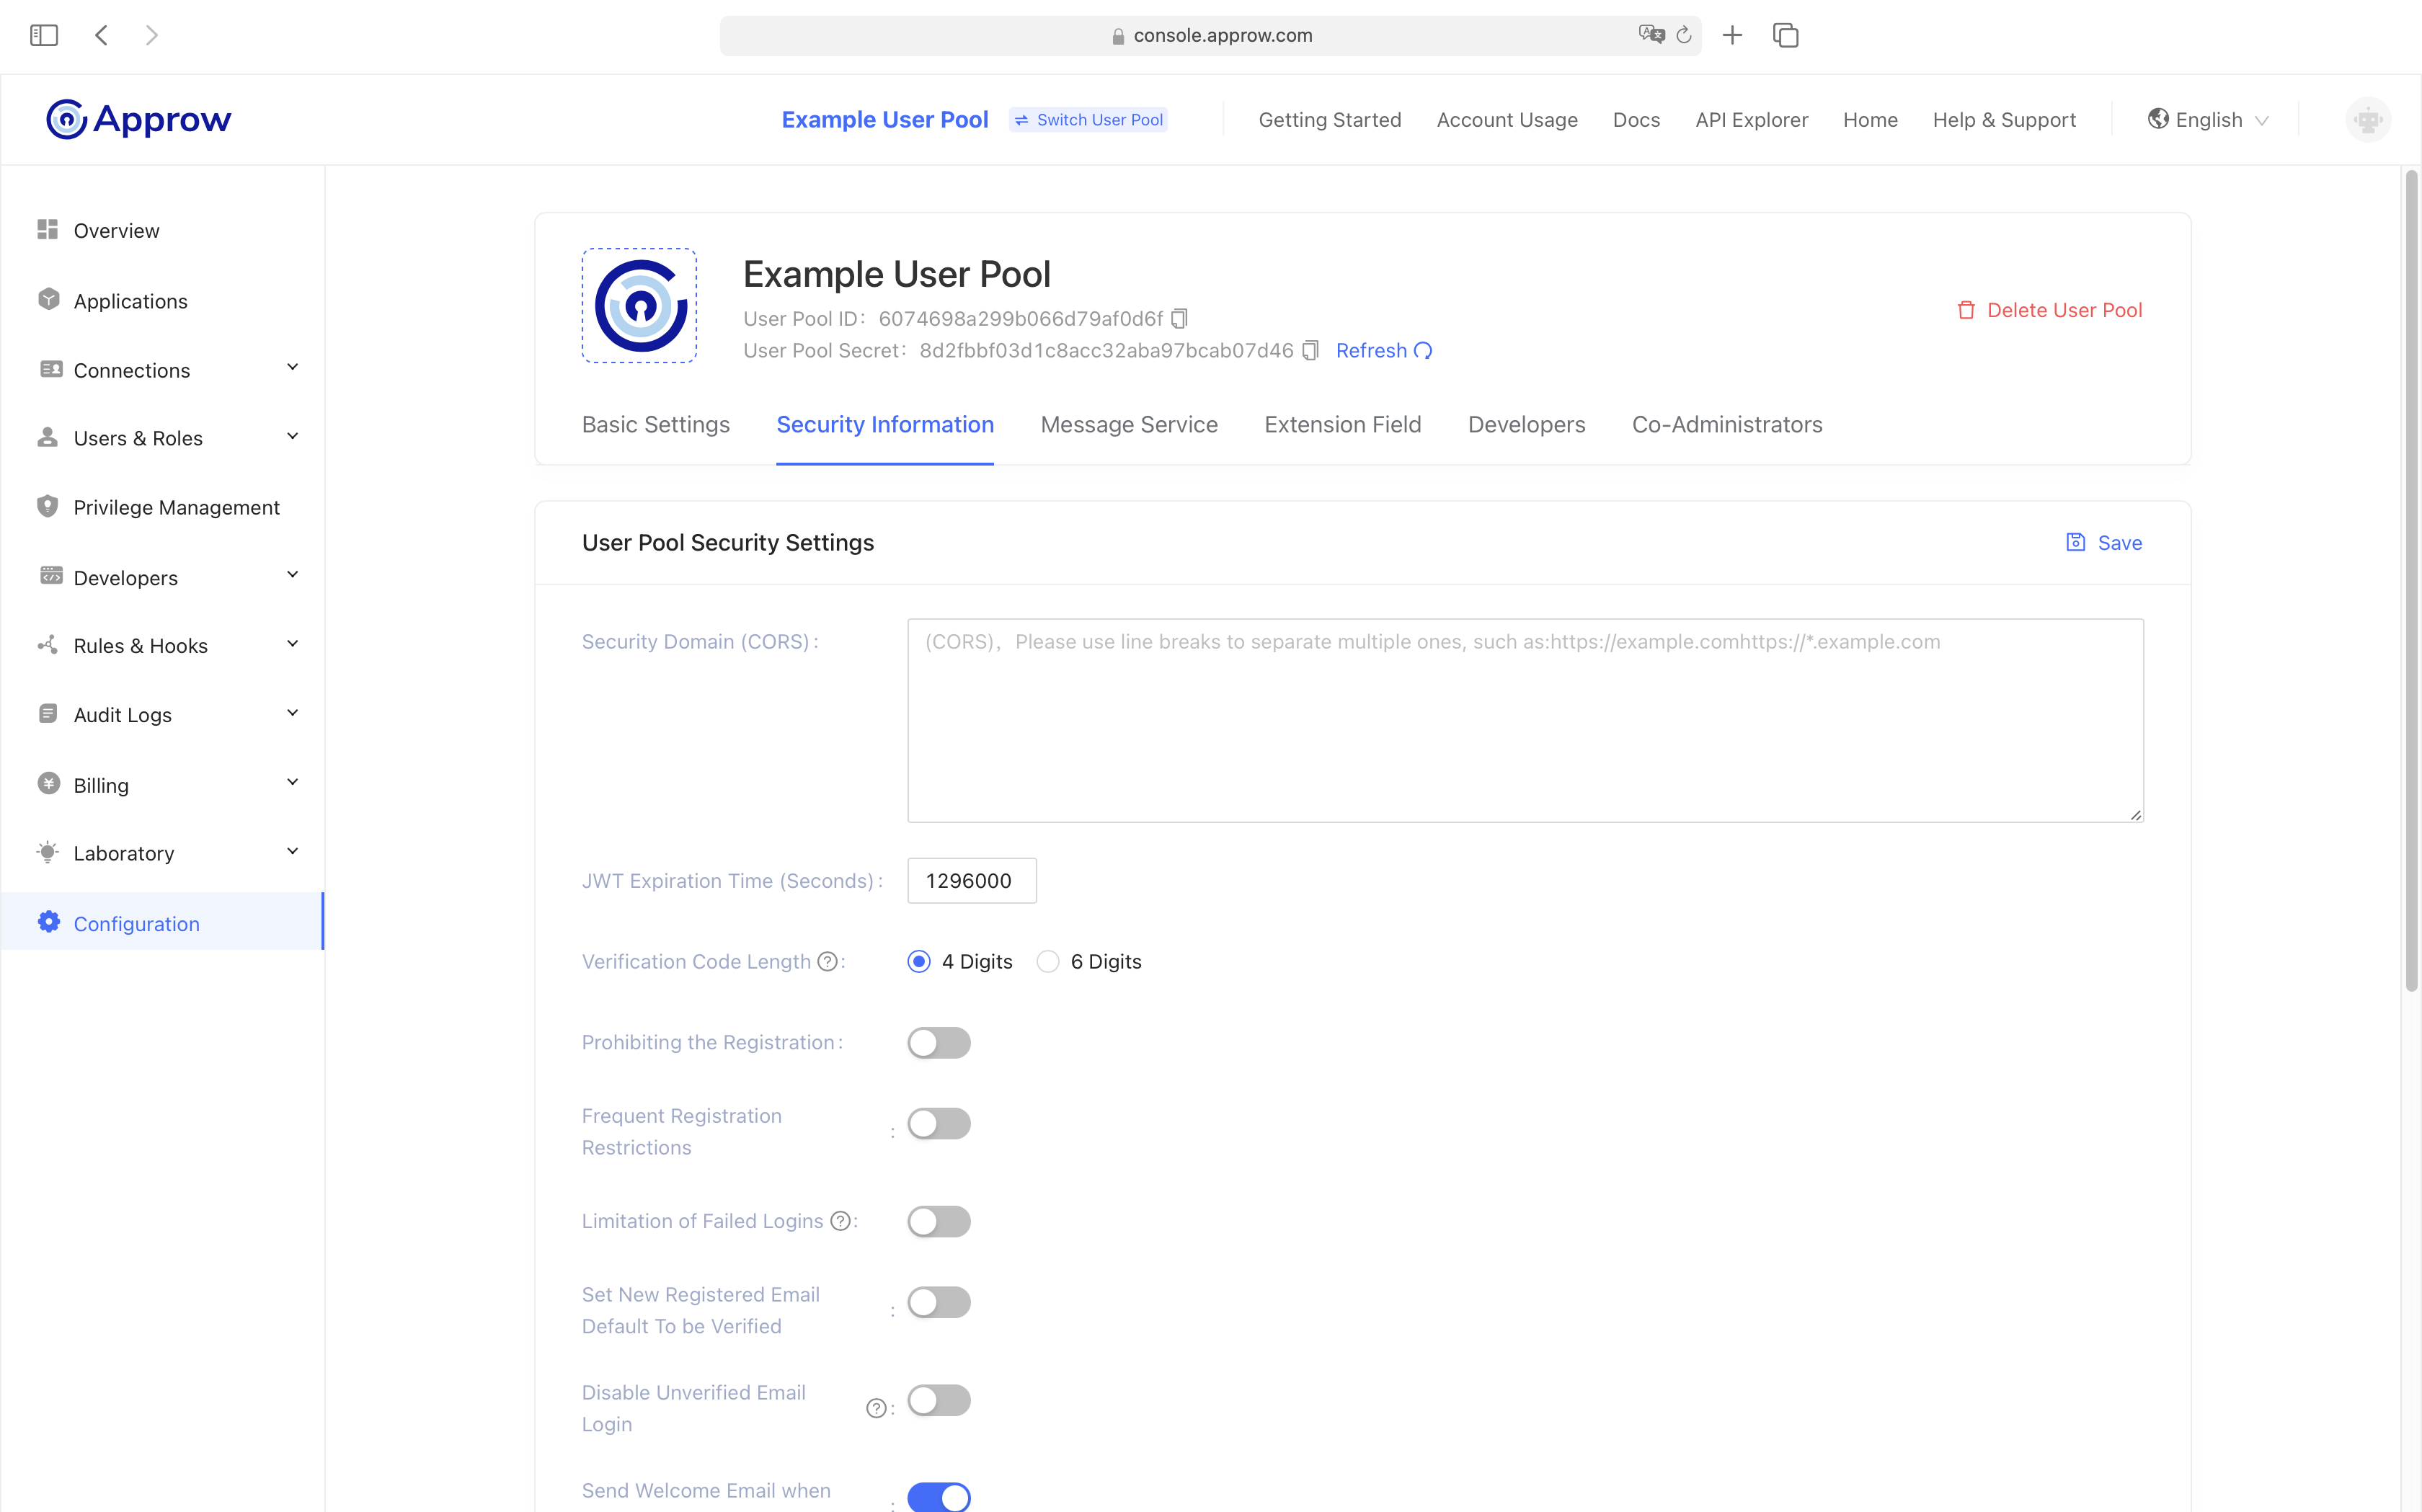 console.approw.com
Approw
Example User Pool
Switch User Pool
Getting Started
Account Usage
Docs
API Explorer
Home
Help & Support
English
Overview
Applications
Connections
Users & Roles
Privilege Management
Developers
Rules & Hooks
Audit Logs
Billing
Laboratory
Configuration
Example User Pool
User Pool ID: 6074698a299b066d79af0d6f
User Pool Secret: 8d2fbbf03d1c8acc32aba97bcab07d46 Refresh
Delete User Pool
Basic Settings
Security Information
Message Service
Extension Field
Developers
Co-Administrators
User Pool Security Settings
Save
Security Domain (CORS) :
(CORS)，Please use line breaks to separate multiple ones, such as:https://example.comhttps://*.example.com
JWT Expiration Time (Seconds) :
1296000
Verification Code Length ? :
4 Digits
6 Digits
Prohibiting the Registration :
Frequent Registration
Restrictions :
Limitation of Failed Logins ? :
Set New Registered Email
Default To be Verified :
Disable Unverified Email
Login ? :
Send Welcome Email when :